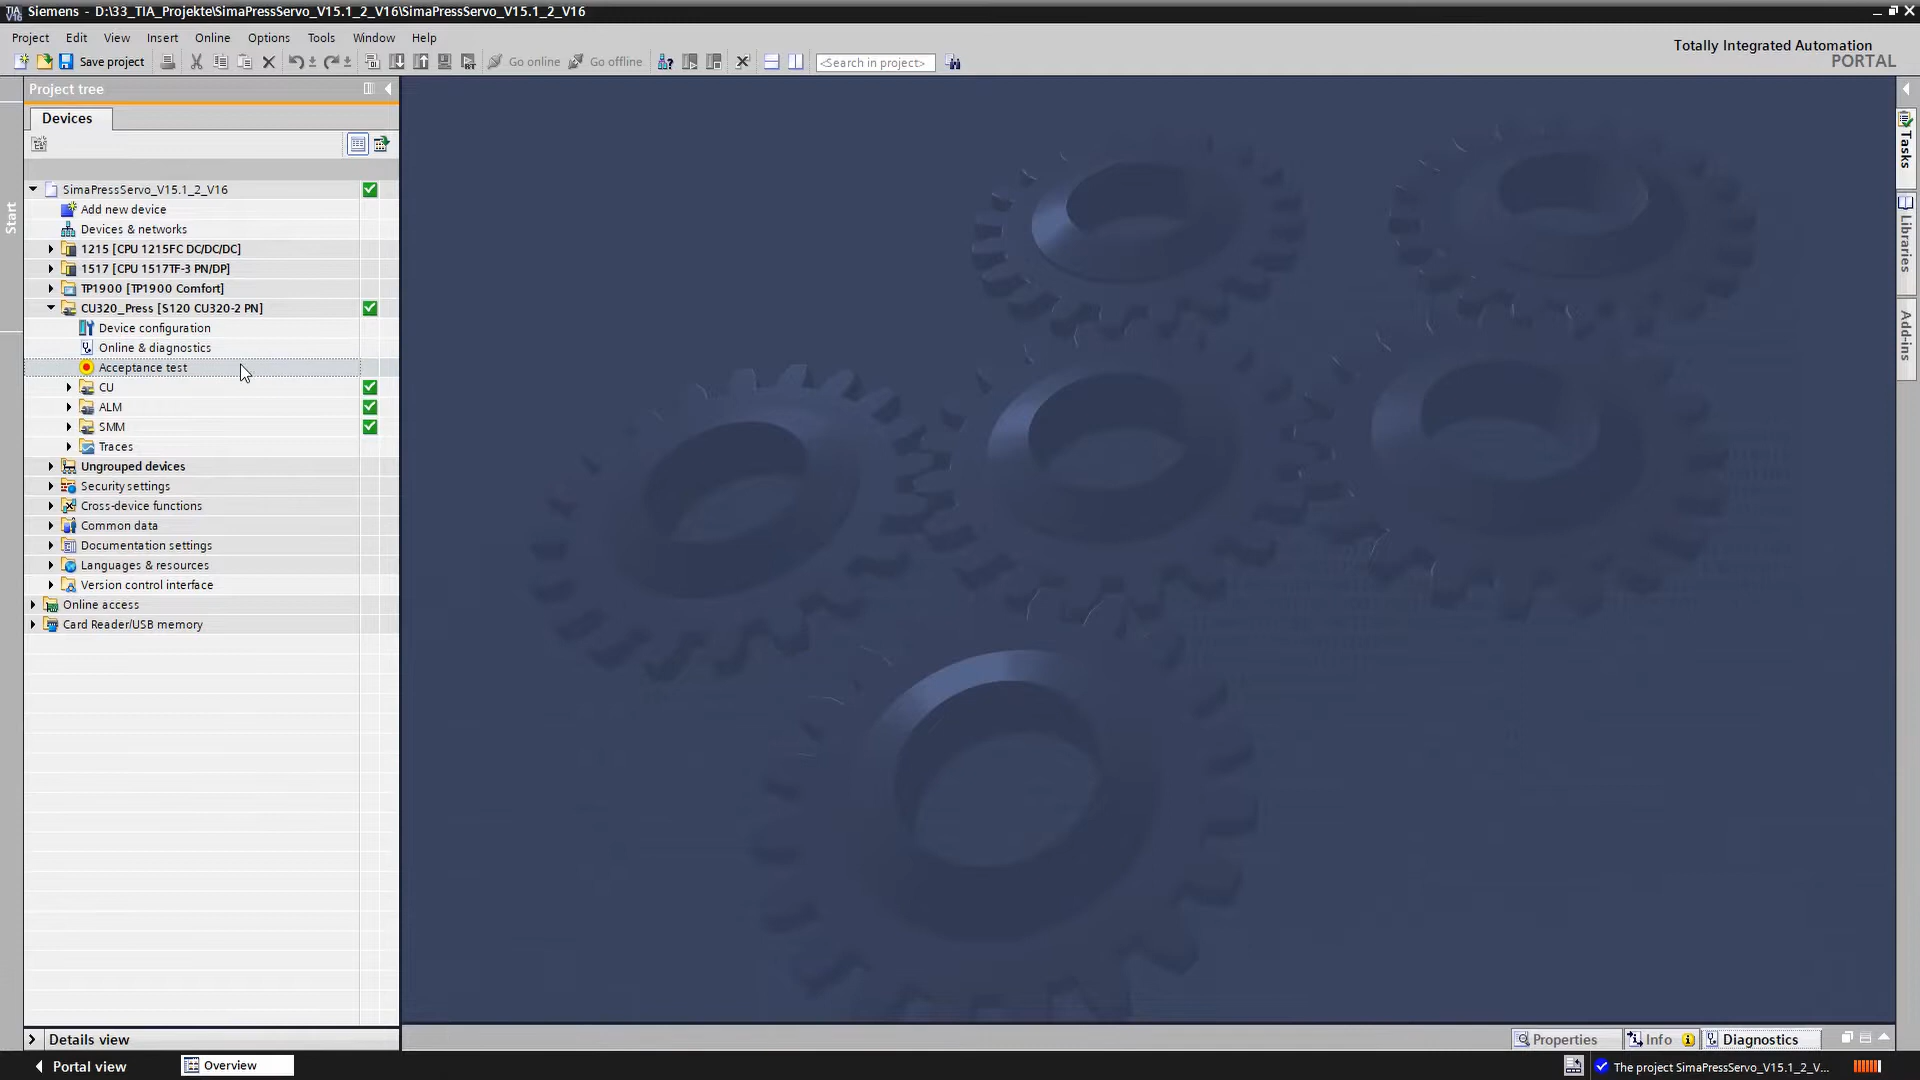 TIA V16 Siemens - D:\33_TIA_Projekte\SimaPressServo_V15.1_2_V16\SimaPressServo_V15.1_2_V16
Project Edit View Insert Online Options Tools Window Help
Save project Go online Go offline <Search in project>
Totally Integrated Automation
PORTAL
Project tree
Devices
Start
SimaPressServo_V15.1_2_V16
Add new device
Devices & networks
1215 [CPU 1215FC DC/DC/DC]
1517 [CPU 1517TF-3 PN/DP]
TP1900 [TP1900 Comfort]
CU320_Press [S120 CU320-2 PN]
Device configuration
Online & diagnostics
Acceptance test
CU
ALM
SMM
Traces
Ungrouped devices
Security settings
Cross-device functions
Common data
Documentation settings
Languages & resources
Version control interface
Online access
Card Reader/USB memory
Tasks
Libraries
Add-ins
Details view
Properties Info Diagnostics
Portal view Overview
The project SimaPressServo_V15.1_2_V...